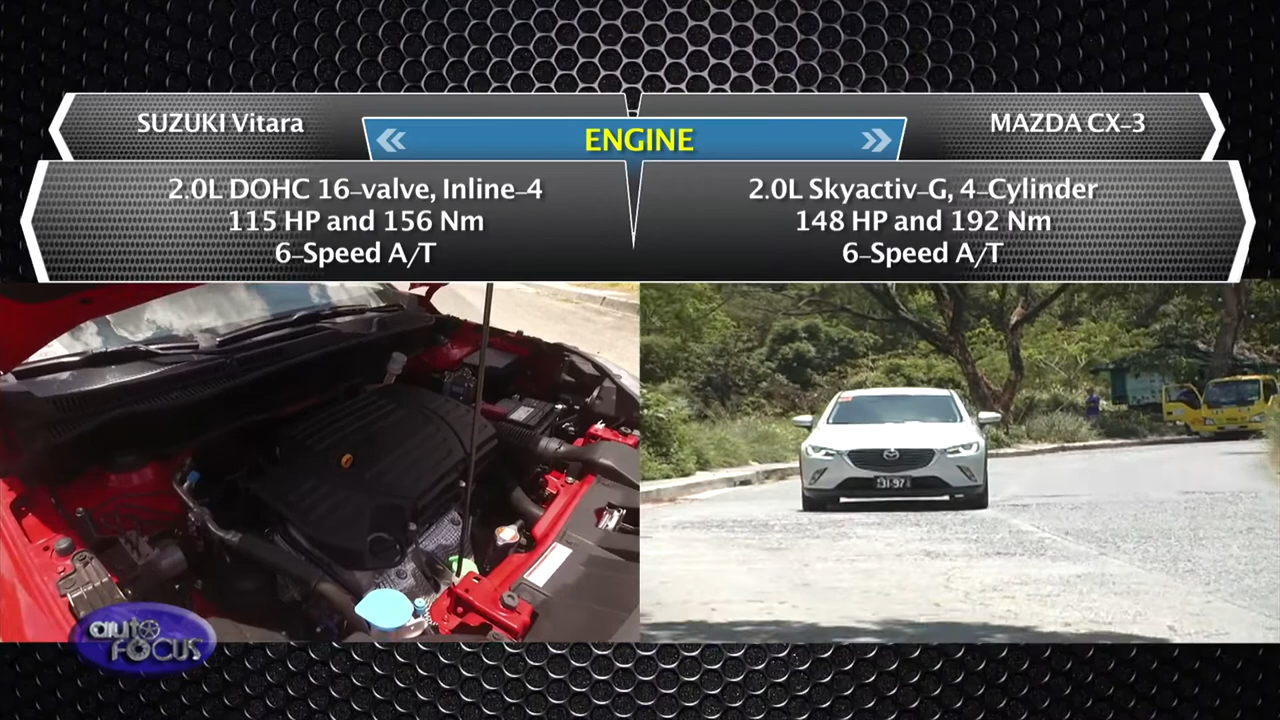 SUZUKI Vitara
ENGINE
MAZDA CX-3
2.0L DOHC 16-valve, Inline-4
115 HP and 156 Nm
6-Speed A/T
2.0L Skyactiv-G, 4-Cylinder
148 HP and 192 Nm
6-Speed A/T
auto
FOCUS